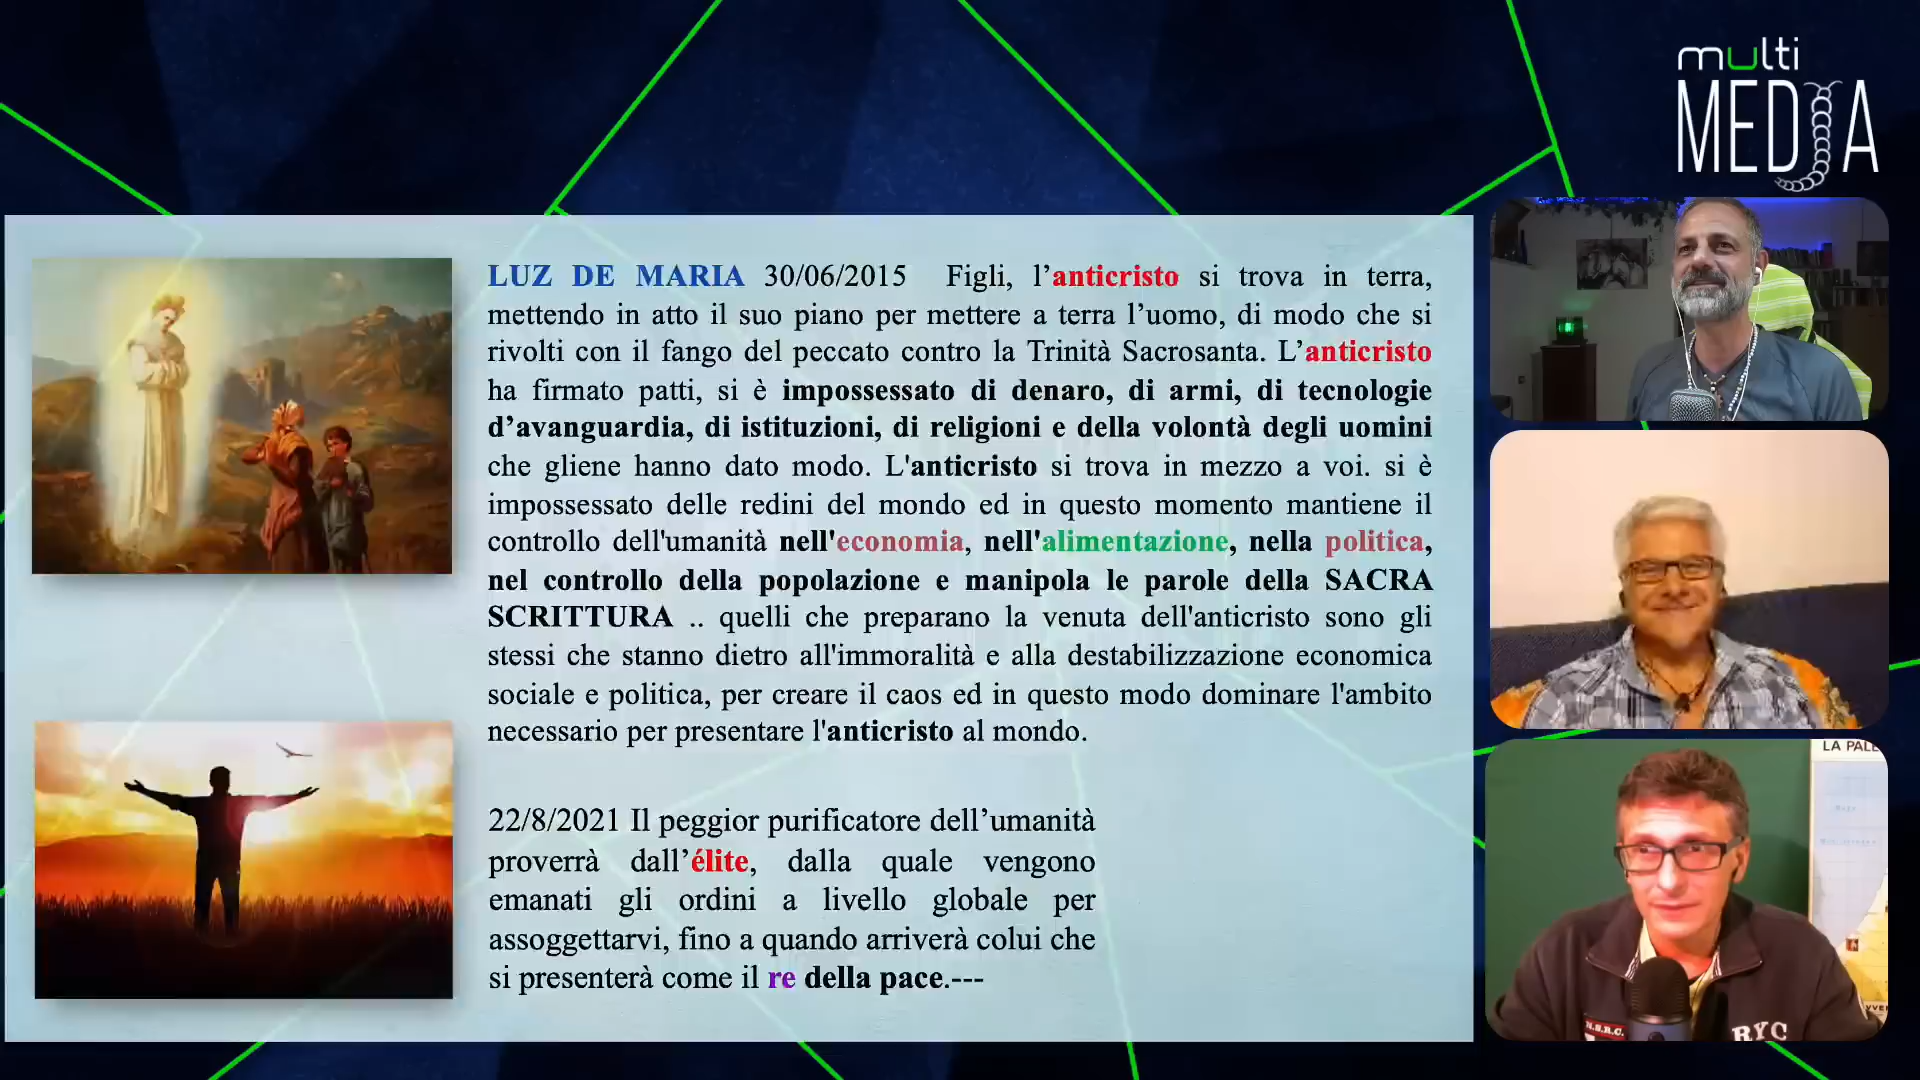 multi
MEDIA
LUZ DE MARIA 30/06/2015 Figli, l’anticristo si trova in terra,
mettendo in atto il suo piano per mettere a terra l’uomo, di modo che si
rivolti con il fango del peccato contro la Trinità Sacrosanta. L’anticristo
ha firmato patti, si è impossessato di denaro, di armi, di tecnologie
d’avanguardia, di istituzioni, di religioni e della volontà degli uomini
che gliene hanno dato modo. L'anticristo si trova in mezzo a voi. si è
impossessato delle redini del mondo ed in questo momento mantiene il
controllo dell'umanità nell'economia, nell'alimentazione, nella politica,
nel controllo della popolazione e manipola le parole della SACRA
SCRITTURA .. quelli che preparano la venuta dell'anticristo sono gli
stessi che stanno dietro all'immoralità e alla destabilizzazione economica
sociale e politica, per creare il caos ed in questo modo dominare l'ambito
necessario per presentare l'anticristo al mondo.
22/8/2021 Il peggior purificatore dell’umanità
proverrà dall’élite, dalla quale vengono
emanati gli ordini a livello globale per
assoggettarvi, fino a quando arriverà colui che
si presenterà come il re della pace.---
LA PALE
N.S.R.C.
RYC